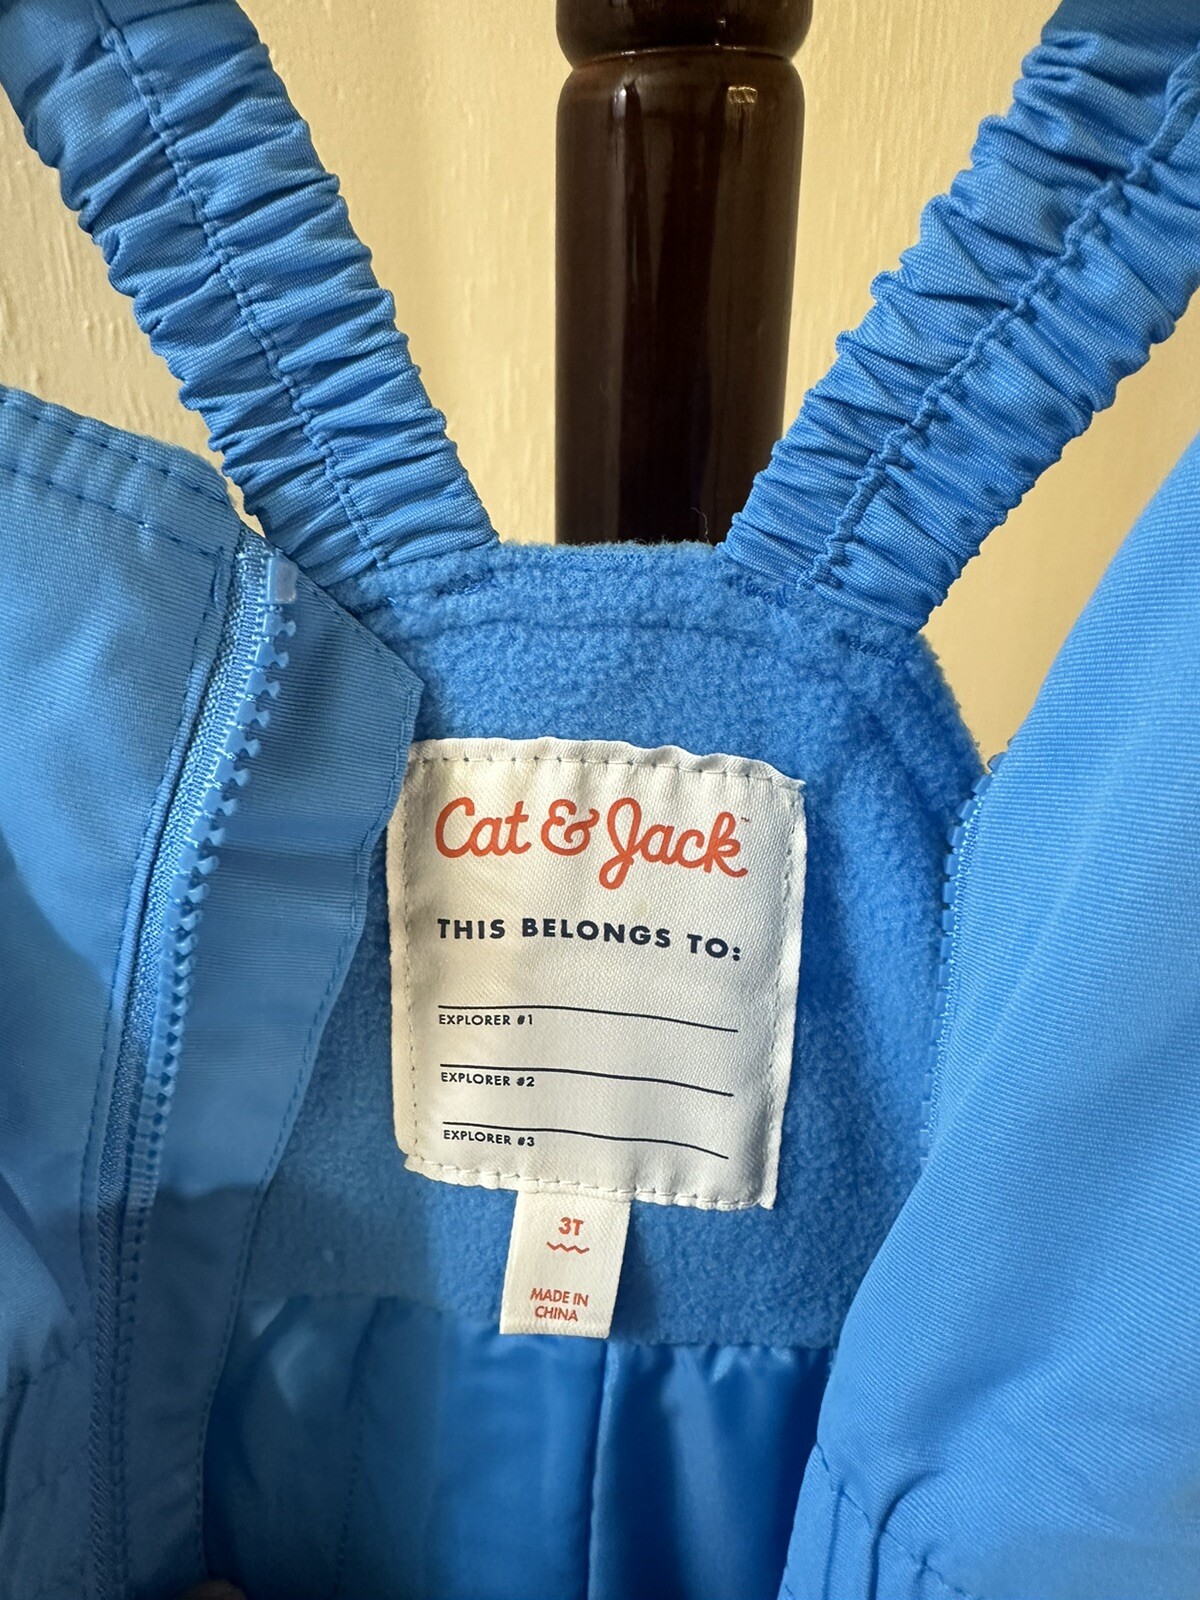 Cat & Jack™
THIS BELONGS TO:
EXPLORER #1
EXPLORER #2
EXPLORER #3
3T
MADE IN
CHINA